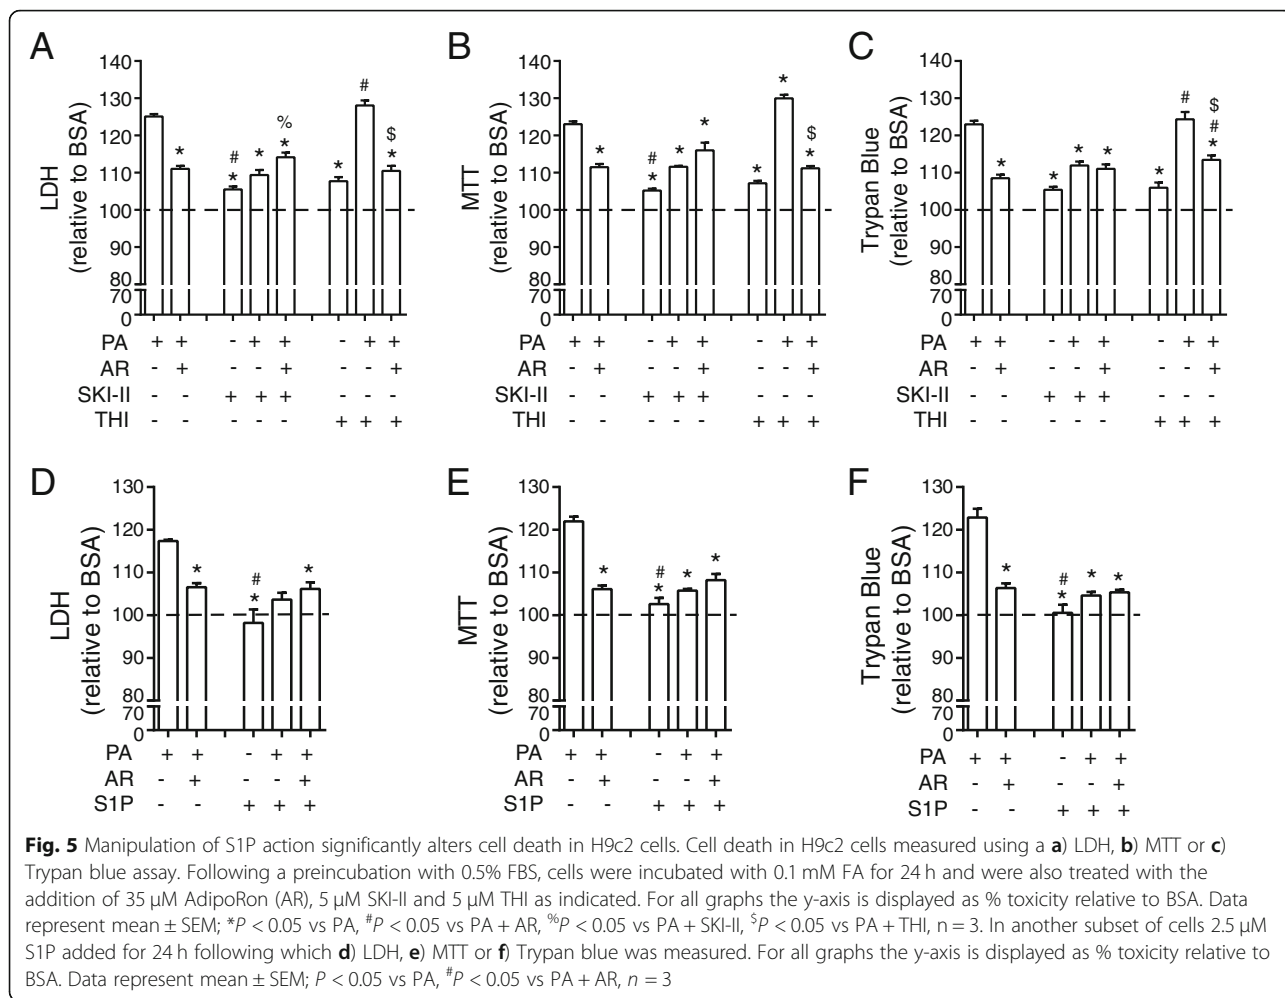 A
B
C
140
130
120
110
100
90
80
70
0
LDH
(relative to BSA)
*
#
*
*
%
*
*
#
$
*
PA + + - + + - + +
AR - + - - + - - +
SKI-II - - + + + - - -
THI - - - - - + + +
140
130
120
110
100
90
80
70
0
MTT
(relative to BSA)
*
#
*
*
*
*
*
$
*
+ + - + + - + +
- + - - + - - +
SKI-II - - + + + - - -
THI - - - - - + + +
PA
AR
140
130
120
110
100
90
80
70
0
Trypan Blue
(relative to BSA)
*
*
*
*
*
#
$
#
*
PA + + - + + - + +
AR - + - - + - - +
SKI-II - - + + + - - -
THI - - - - - + + +
D
E
F
130
120
110
100
90
80
70
0
LDH
(relative to BSA)
*
#
*
*
PA + + - + +
AR - + - - +
S1P - - + + +
130
120
110
100
90
80
70
0
MTT
(relative to BSA)
*
#
*
*
*
PA + + - + +
AR - + - - +
S1P - - + + +
130
120
110
100
90
80
70
0
Trypan Blue
(relative to BSA)
*
#
*
*
*
PA + + - + +
AR - + - - +
S1P - - + + +
Fig. 5 Manipulation of S1P action significantly alters cell death in H9c2 cells. Cell death in H9c2 cells measured using a a) LDH, b) MTT or c)
Trypan blue assay. Following a preincubation with 0.5% FBS, cells were incubated with 0.1 mM FA for 24 h and were also treated with the
addition of 35 μM AdipoRon (AR), 5 μM SKI-II and 5 μM THI as indicated. For all graphs the y-axis is displayed as % toxicity relative to BSA. Data
represent mean ± SEM; *P < 0.05 vs PA, #P < 0.05 vs PA + AR, %P < 0.05 vs PA + SKI-II, $P < 0.05 vs PA + THI, n = 3. In another subset of cells 2.5 μM
S1P added for 24 h following which d) LDH, e) MTT or f) Trypan blue was measured. For all graphs the y-axis is displayed as % toxicity relative to
BSA. Data represent mean ± SEM; P < 0.05 vs PA, #P < 0.05 vs PA + AR, n = 3